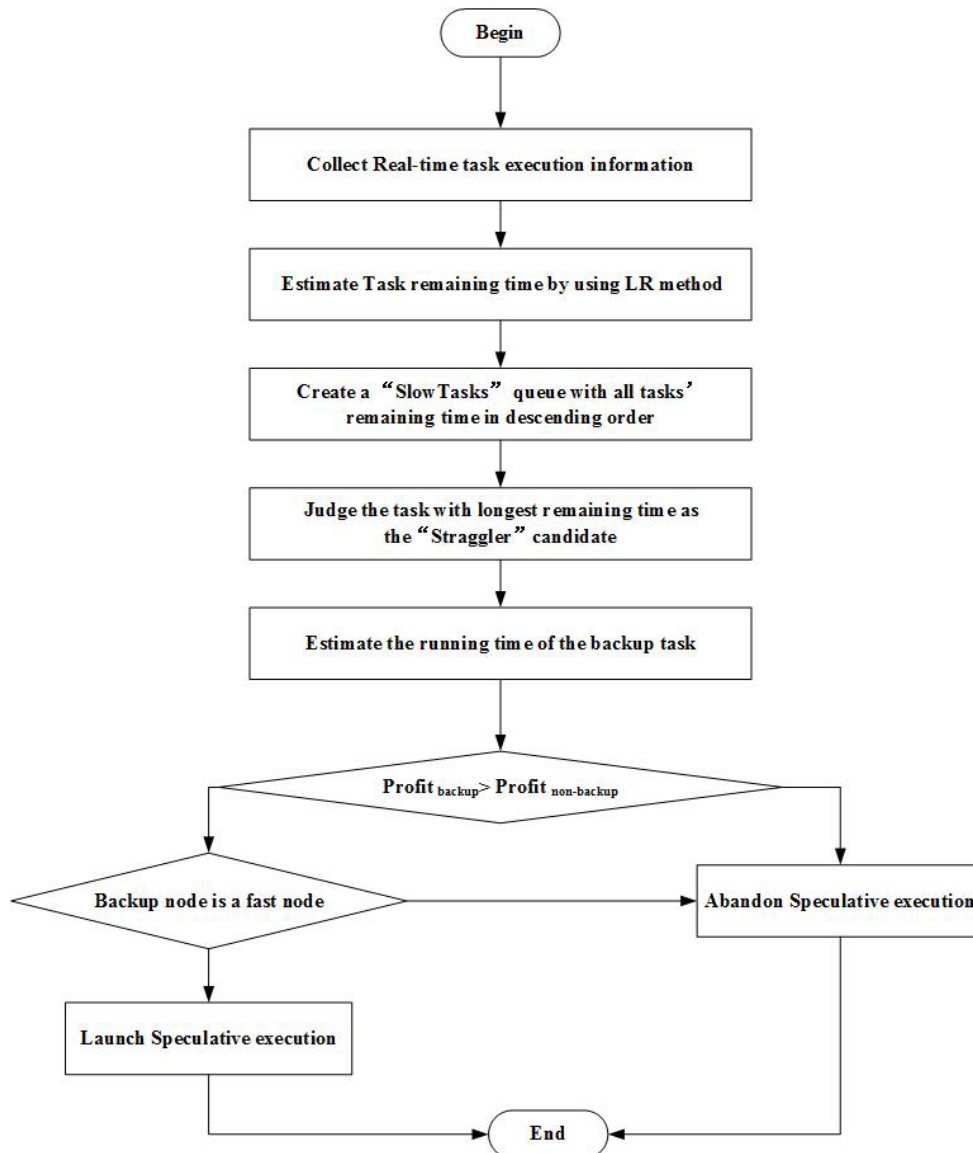 Begin
Collect Real-time task execution information
Estimate Task remaining time by using LR method
Create a “SlowTasks” queue with all tasks’
remaining time in descending order
Judge the task with longest remaining time as
the “Straggler” candidate
Estimate the running time of the backup task
Profit backup> Profit non-backup
Backup node is a fast node
Abandon Speculative execution
Launch Speculative execution
End